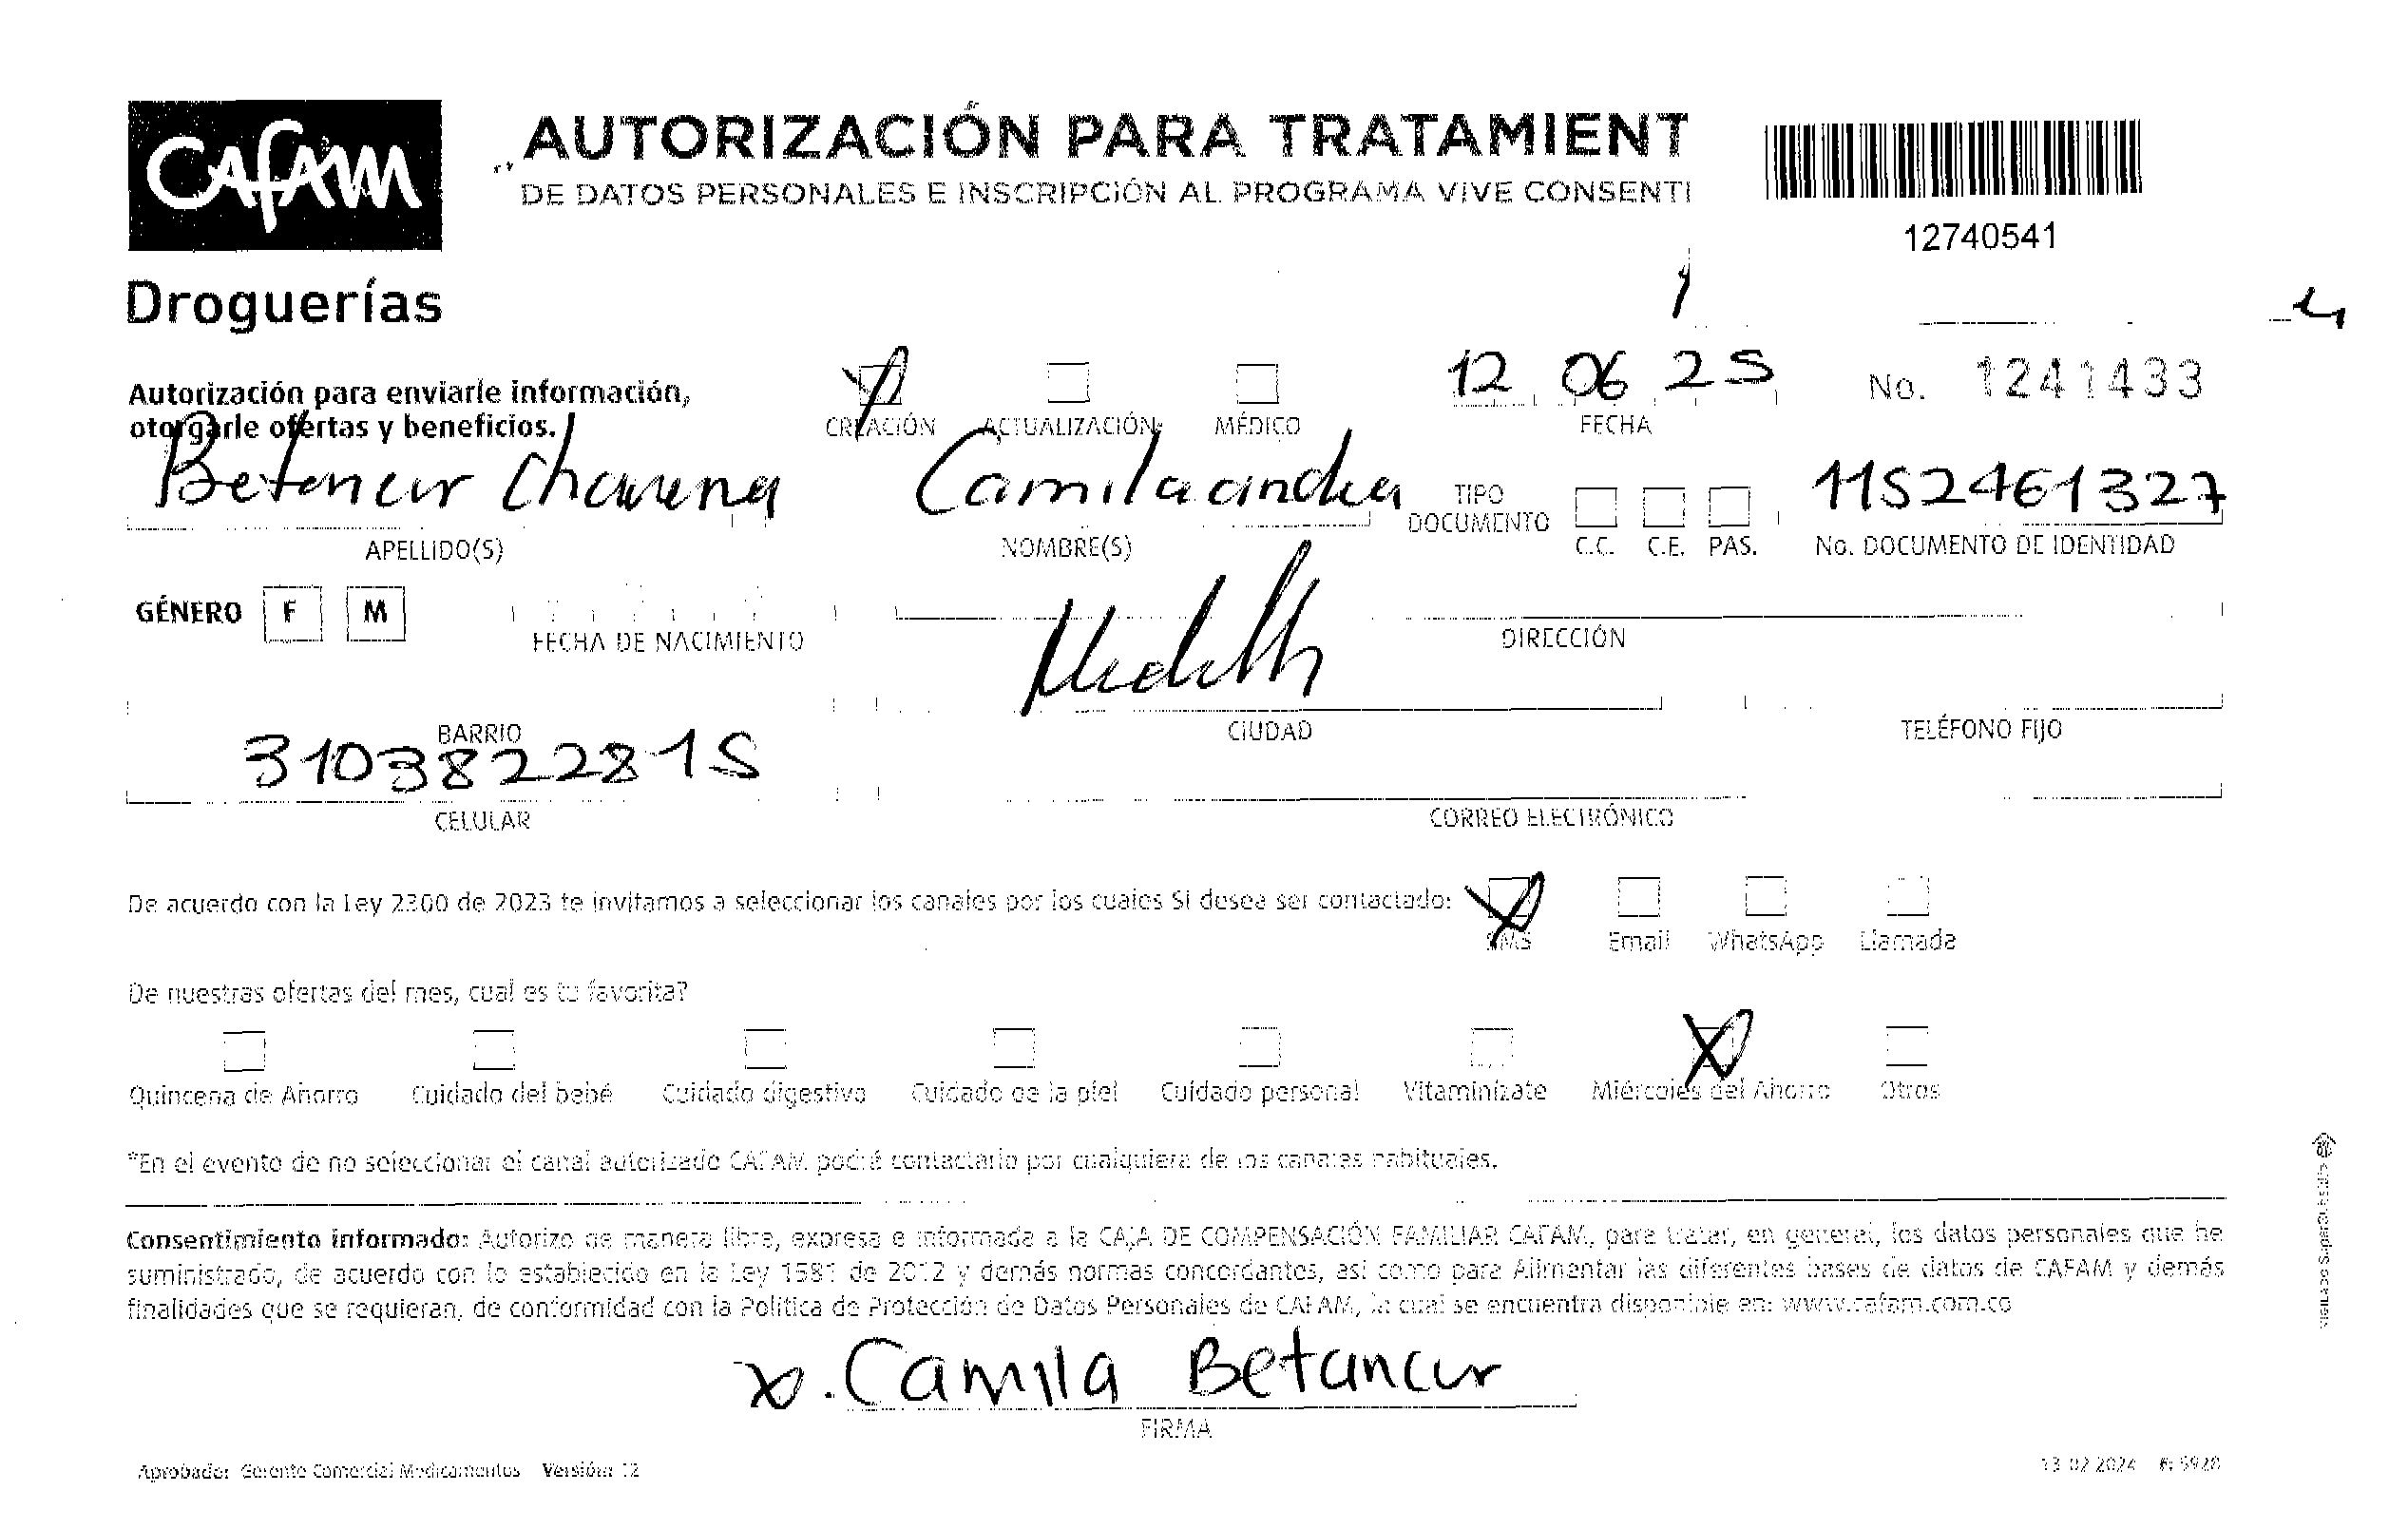 CAFAM
Droguerías
AUTORIZACIÓN PARA TRATAMIENT
DE DATOS PERSONALES E INSCRIPCIÓN AL PROGRAMA VIVE CONSENTI
12740541
Autorización para enviarle información,
otorgarle ofertas y beneficios.
CREACIÓN ACTUALIZACIÓN MÉDICO
12 06 25
FECHA
No. 1241433
Betancur Camila
APELLIDO(S) NOMBRE(S)
TIPO DOCUMENTO C.C. C.E. PAS.
1152461327
No. DOCUMENTO DE IDENTIDAD
GÉNERO F M
FECHA DE NACIMIENTO DIRECCIÓN
BARRIO CIUDAD TELÉFONO FIJO
3103822815
CELULAR CORREO ELECTRÓNICO
De acuerdo con la Ley 2300 de 2023 te invitamos a seleccionar los canales por los cuales Si desea ser contactado:
SMS Email WhatsApp Llamada
De nuestras ofertas del mes, cual es tu favorita?
Quincena de Ahorro Cuidado del bebé Cuidado digestivo Cuidado de la piel Cuidado personal Vitaminízate Miércoles del Ahorro Otros
*En el evento de no seleccionar el canal autorizado CAFAM podrá contactarlo por cualquiera de los canales habituales.
Consentimiento informado: Autorizo de manera libre, expresa e informada a la CAJA DE COMPENSACIÓN FAMILIAR CAFAM, para tratar, en general, los datos personales que he
suministrado, de acuerdo con lo establecido en la Ley 1581 de 2012 y demás normas concordantes, así como para Alimentar las diferentes bases de datos de CAFAM y demás
finalidades que se requieran, de conformidad con la Política de Protección de Datos Personales de CAFAM, la cual se encuentra disponible en: www.cafam.com.co
x. Camila Betancur
FIRMA
Aprobador Gerente Comercial Medicamentos Versión: 12
13 02 2024
VIGILADO SuperSubsidio